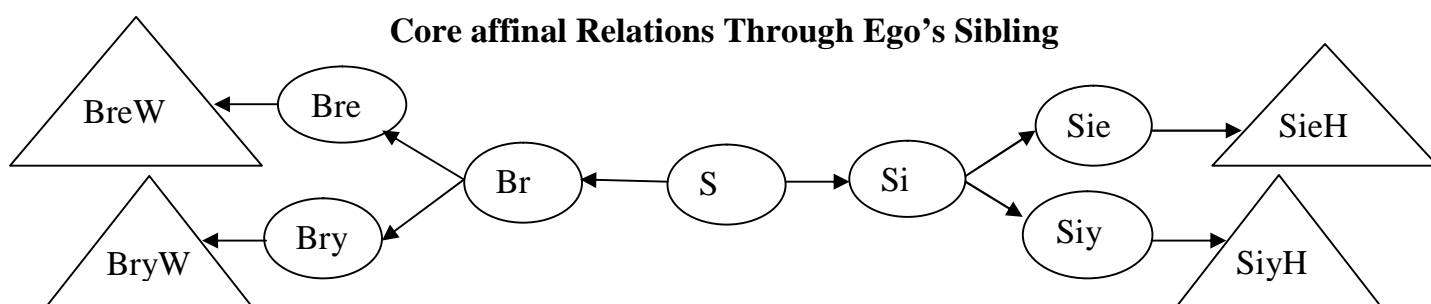 Core affinal Relations Through Ego’s Sibling
BreW
Bre
Br
S
Si
Sie
SieH
BryW
Bry
Siy
SiyH